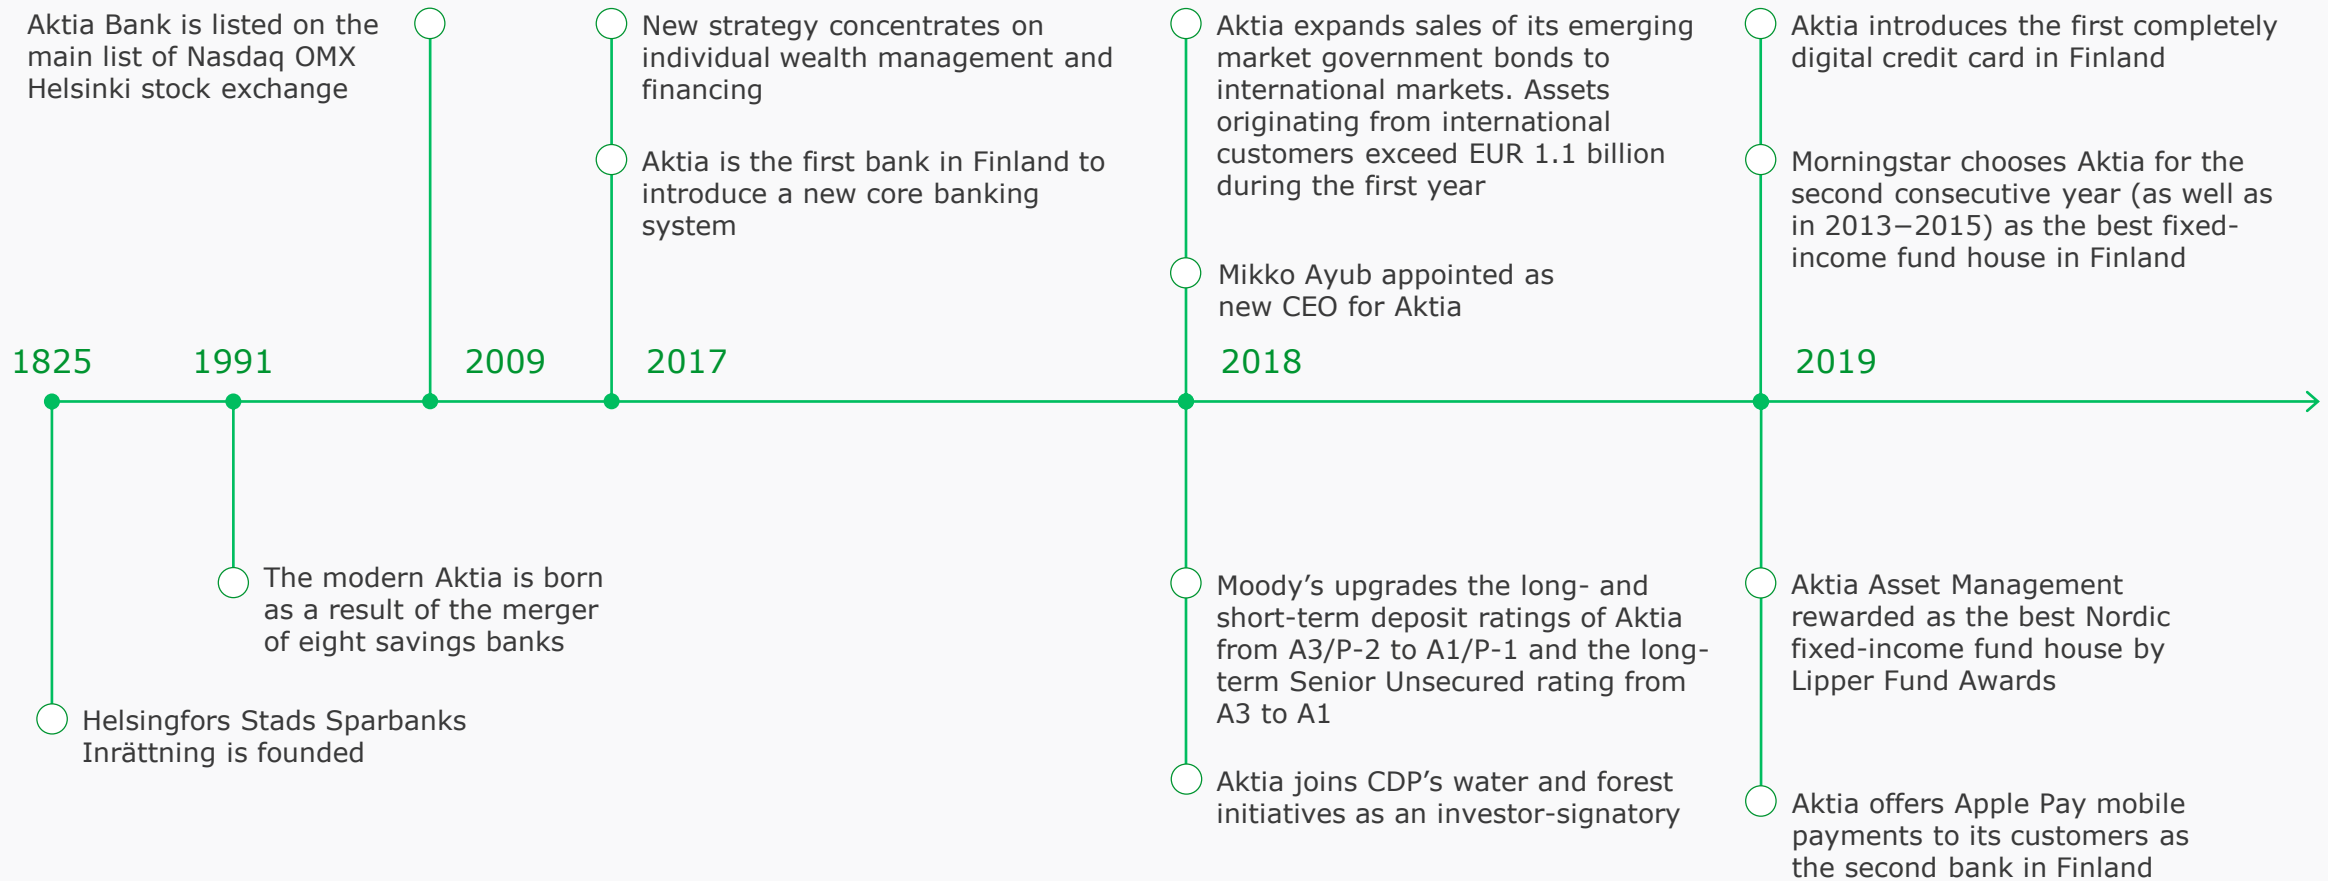 Aktia Bank is listed on the
main list of Nasdaq OMX
Helsinki stock exchange
New strategy concentrates on
individual wealth management and
financing
Aktia is the first bank in Finland to
introduce a new core banking
system
Aktia expands sales of its emerging
market government bonds to
international markets. Assets
originating from international
customers exceed EUR 1.1 billion
during the first year
Mikko Ayub appointed as
new CEO for Aktia
Aktia introduces the first completely
digital credit card in Finland
Morningstar chooses Aktia for the
second consecutive year (as well as
in 2013−2015) as the best fixed-
income fund house in Finland
1825
1991
2009
2017
2018
2019
The modern Aktia is born
as a result of the merger
of eight savings banks
Helsingfors Stads Sparbanks
Inrättning is founded
Moody’s upgrades the long- and
short-term deposit ratings of Aktia
from A3/P-2 to A1/P-1 and the long-
term Senior Unsecured rating from
A3 to A1
Aktia joins CDP’s water and forest
initiatives as an investor-signatory
Aktia Asset Management
rewarded as the best Nordic
fixed-income fund house by
Lipper Fund Awards
Aktia offers Apple Pay mobile
payments to its customers as
the second bank in Finland